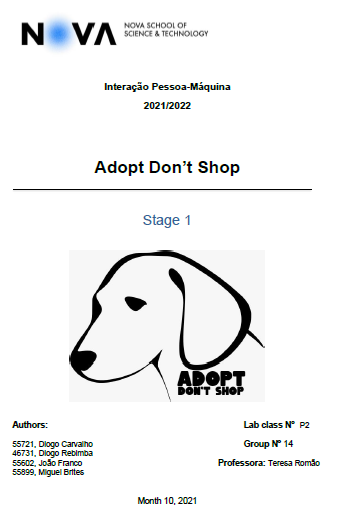 NOVA
NOVA SCHOOL OF
SCIENCE & TECHNOLOGY
Interação Pessoa-Máquina
2021/2022
Adopt Don’t Shop
Stage 1
ADOPT
DON'T SHOP
Authors:
55721, Diogo Carvalho
46731, Diogo Rebimba
55602, João Franco
55899, Miguel Brites
Lab class Nº P2
Group Nº 14
Professora: Teresa Romão
Month 10, 2021